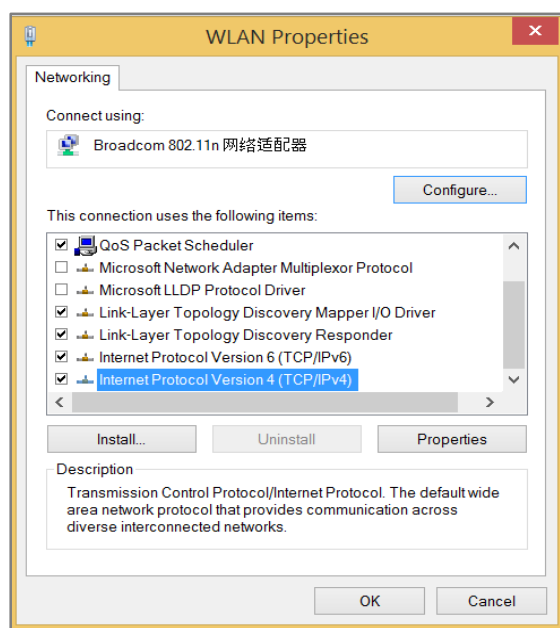 WLAN Properties
Networking
Connect using:
Broadcom 802.11n 网络适配器
Configure...
This connection uses the following items:
QoS Packet Scheduler
Microsoft Network Adapter Multiplexor Protocol
Microsoft LLDP Protocol Driver
Link-Layer Topology Discovery Mapper I/O Driver
Link-Layer Topology Discovery Responder
Internet Protocol Version 6 (TCP/IPv6)
Internet Protocol Version 4 (TCP/IPv4)
Install... Uninstall Properties
Description
Transmission Control Protocol/Internet Protocol. The default wide
area network protocol that provides communication across
diverse interconnected networks.
OK Cancel